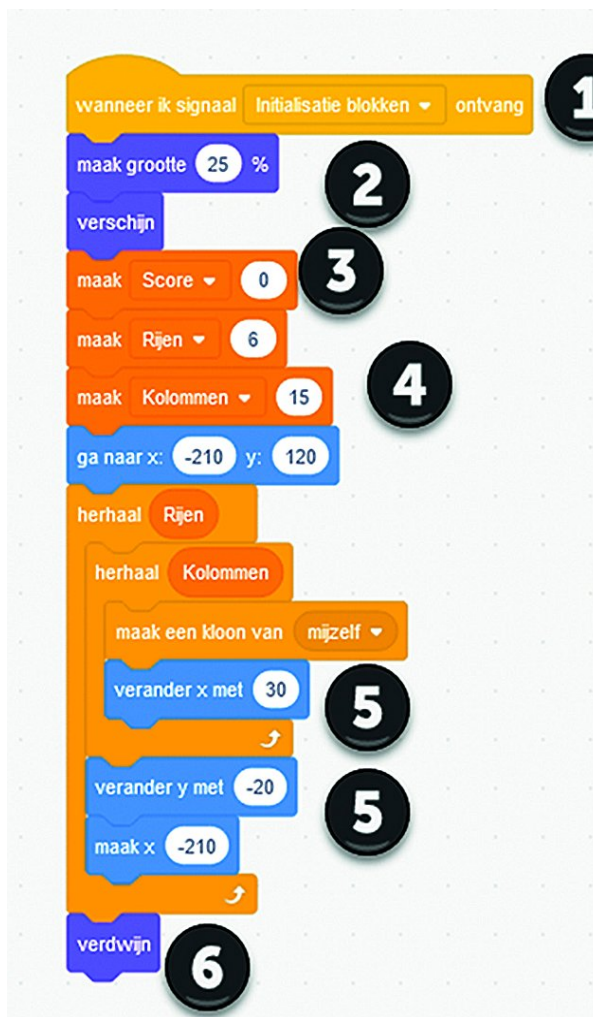 wanneer ik signaal Initialisatie blokken ontvang 1
maak grootte 25 % 2
verschijn
maak Score 0 3
maak Rijen 6
maak Kolommen 15 4
ga naar x: -210 y: 120
herhaal Rijen
herhaal Kolommen
maak een kloon van mijzelf
verander x met 30 5
verander y met -20 5
maak x -210
verdwijn 6